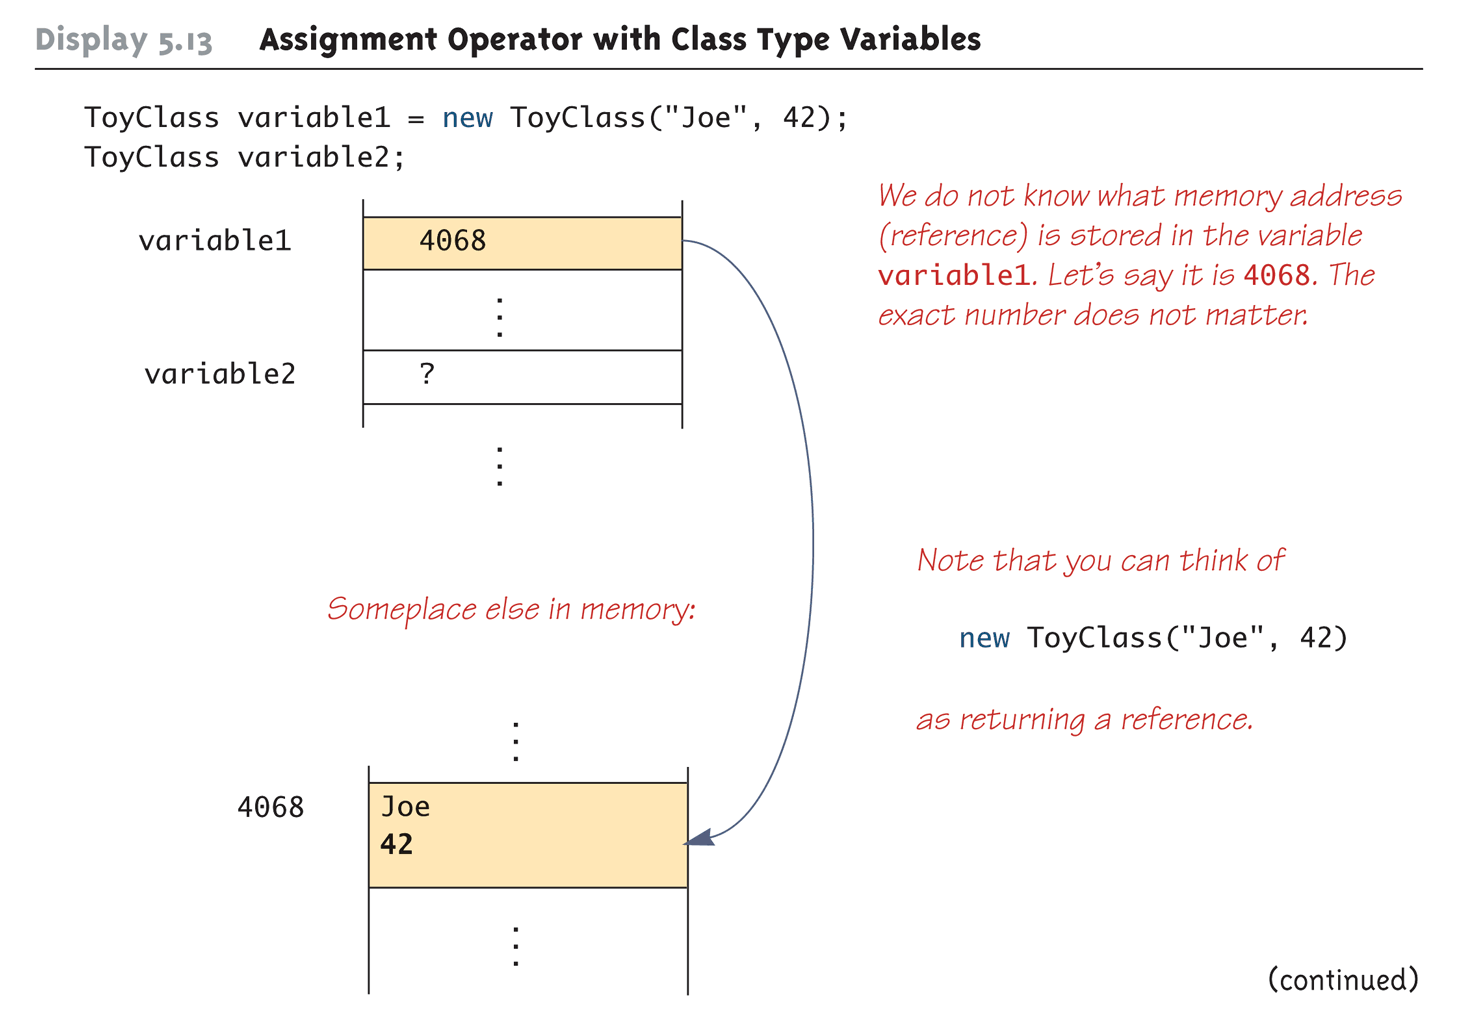 Display 5.13 Assignment Operator with Class Type Variables
ToyClass variable1 = new ToyClass("Joe", 42);
ToyClass variable2;
We do not know what memory address
(reference) is stored in the variable
variable1. Let's say it is 4068. The
exact number does not matter.
variable1 4068
variable2 ?
Someplace else in memory:
Note that you can think of
new ToyClass("Joe", 42)
as returning a reference.
4068 Joe
42
(continued)